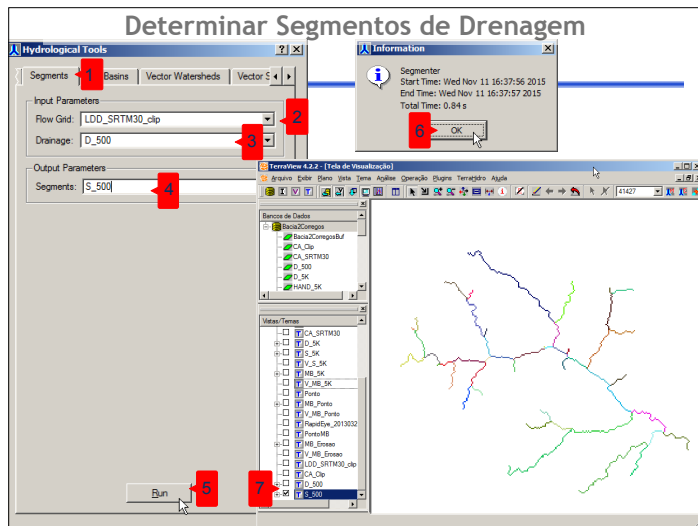 Determinar Segmentos de Drenagem
Hydrological Tools
Segments
1
Basins
Vector Watersheds
Input Parameters
Flow Grid:
LDD_SRTM30_clip
2
Drainage:
D_500
3
Output Parameters
Segments:
S_500
4
Run
5
Information
Segmenter
Start Time: Wed Nov 11 16:37:56 2015
End Time: Wed Nov 11 16:37:57 2015
Total Time: 0.84 s
6
OK
TerraView 4.2.2 - [Tela de Visualização]
Arquivo Exibir Plano Vista Tema Análise Operação Plugins TerraHidro Ajuda
41427
Bancos de Dados
Bacia2Corregos
Bacia2CorregosBuf
CA_Clip
CA_SRTM30
D_500
D_5K
HAND_5K
Vistas/Temas
CA_SRTM30
D_5K
S_5K
V_S_5K
MB_5K
V_MB_5K
Ponto
MB_Ponto
V_MB_Ponto
RapidEye_2013032
PontoMB
MB_Erosao
V_MB_Erosao
LDD_SRTM30_clip
CA_Clip
D_500
7
S_500